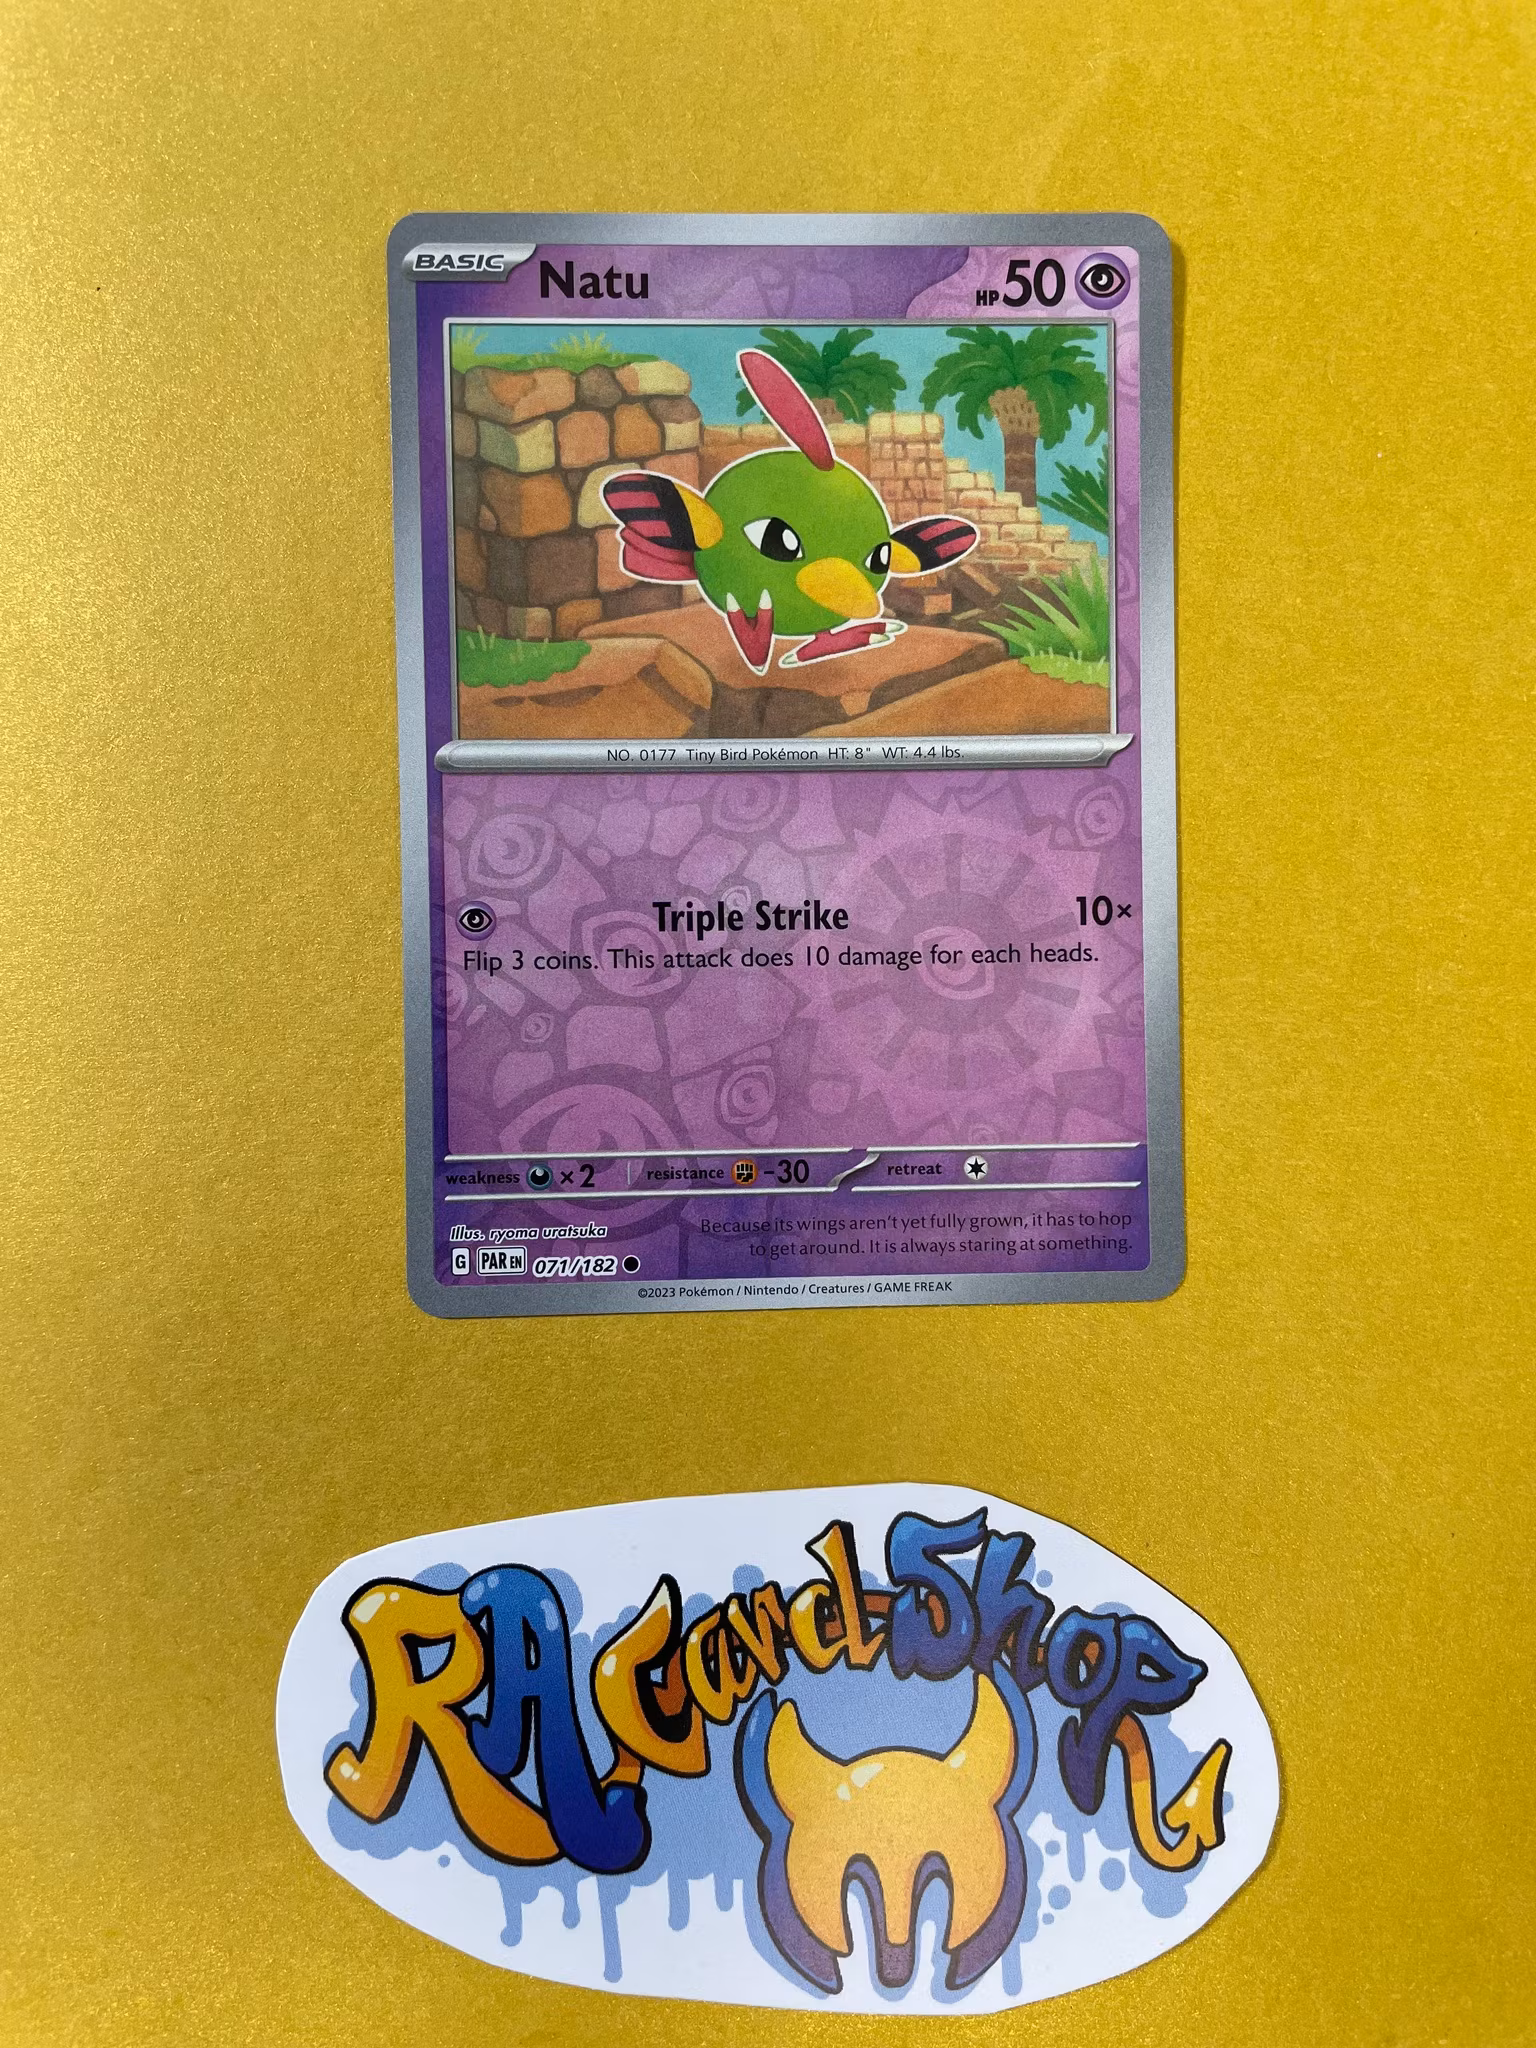 BASIC
Natu
HP 50
NO. 0177 Tiny Bird Pokémon HT: 8" WT: 4.4 lbs.
Triple Strike 10×
Flip 3 coins. This attack does 10 damage for each heads.
weakness ×2 resistance -30 retreat
Illus. ryoma uratsuka
Because its wings aren't yet fully grown, it has to hop
to get around. It is always staring at something.
G PAR EN 071/182
©2023 Pokémon / Nintendo / Creatures / GAME FREAK
RA Card Shop